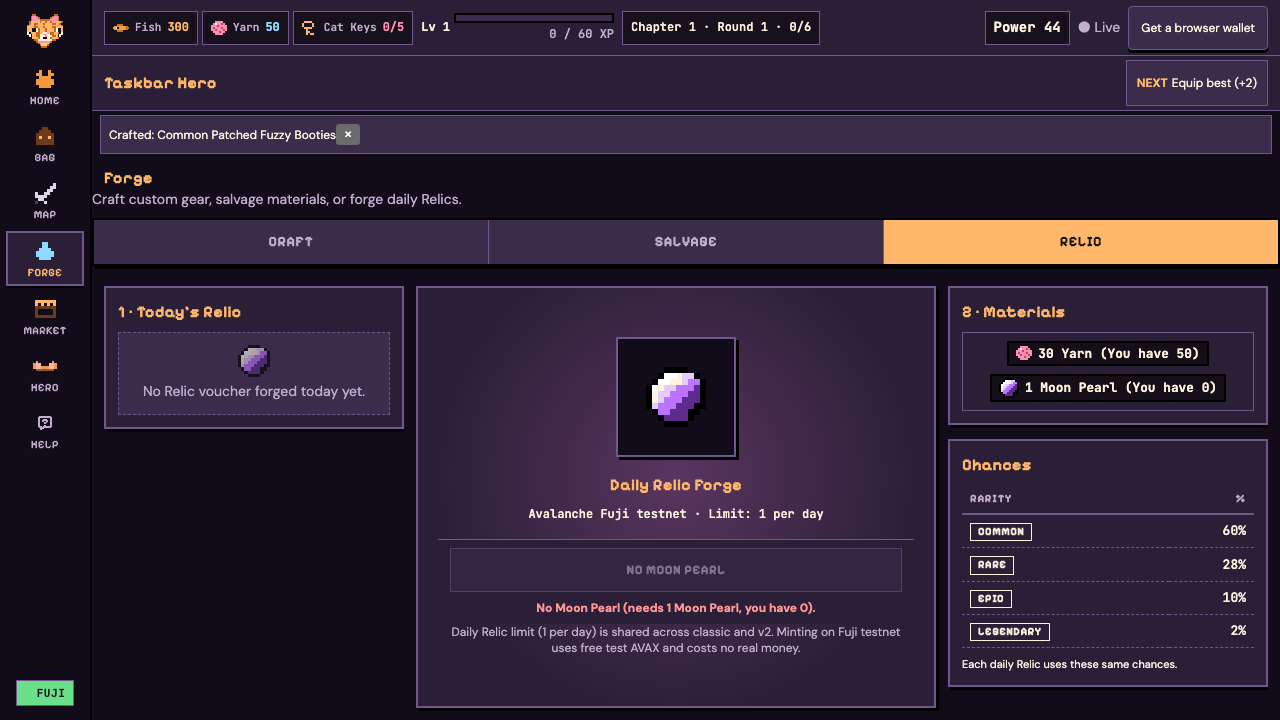 Fish 300
Yarn 50
Cat Keys 0/5
Lv 1
0 / 60 XP
Chapter 1 · Round 1 · 0/6
Power 44
Live
Get a browser wallet
HOME
BAG
MAP
FORGE
MARKET
HERO
HELP
FUJI
Taskbar Hero
NEXT Equip best (+2)
Crafted: Common Patched Fuzzy Booties ×
Forge
Craft custom gear, salvage materials, or forge daily Relics.
CRAFT
SALVAGE
RELIC
1 · Today's Relic
No Relic voucher forged today yet.
Daily Relic Forge
Avalanche Fuji testnet · Limit: 1 per day
NO MOON PEARL
No Moon Pearl (needs 1 Moon Pearl, you have 0).
Daily Relic limit (1 per day) is shared across classic and v2. Minting on Fuji testnet
uses free test AVAX and costs no real money.
2 · Materials
30 Yarn (You have 50)
1 Moon Pearl (You have 0)
Chances
RARITY %
COMMON 60%
RARE 28%
EPIC 10%
LEGENDARY 2%
Each daily Relic uses these same chances.